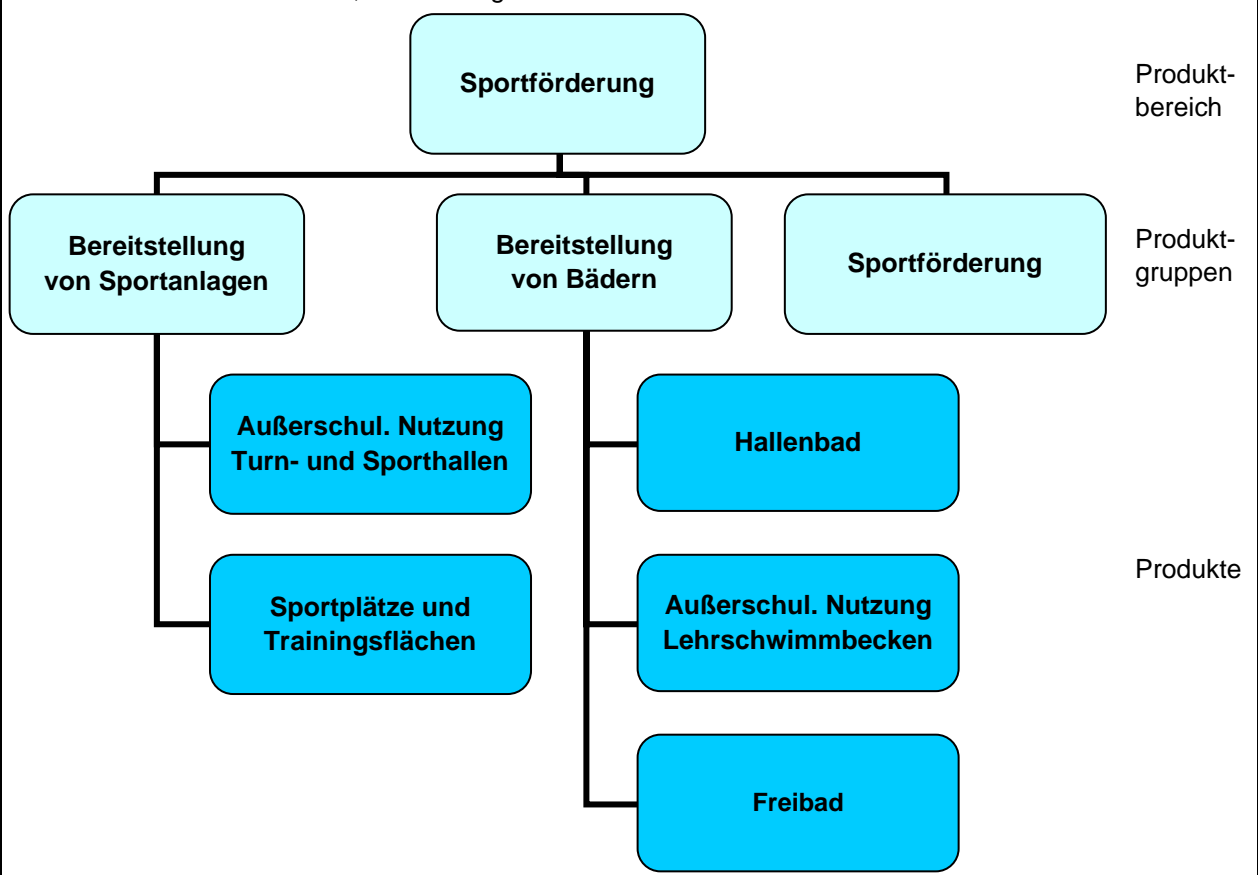 Sportförderung
Produkt-
bereich
Bereitstellung
von Sportanlagen
Bereitstellung
von Bädern
Sportförderung
Produkt-
gruppen
Außerschul. Nutzung
Turn- und Sporthallen
Hallenbad
Sportplätze und
Trainingsflächen
Außerschul. Nutzung
Lehrschwimmbecken
Produkte
Freibad